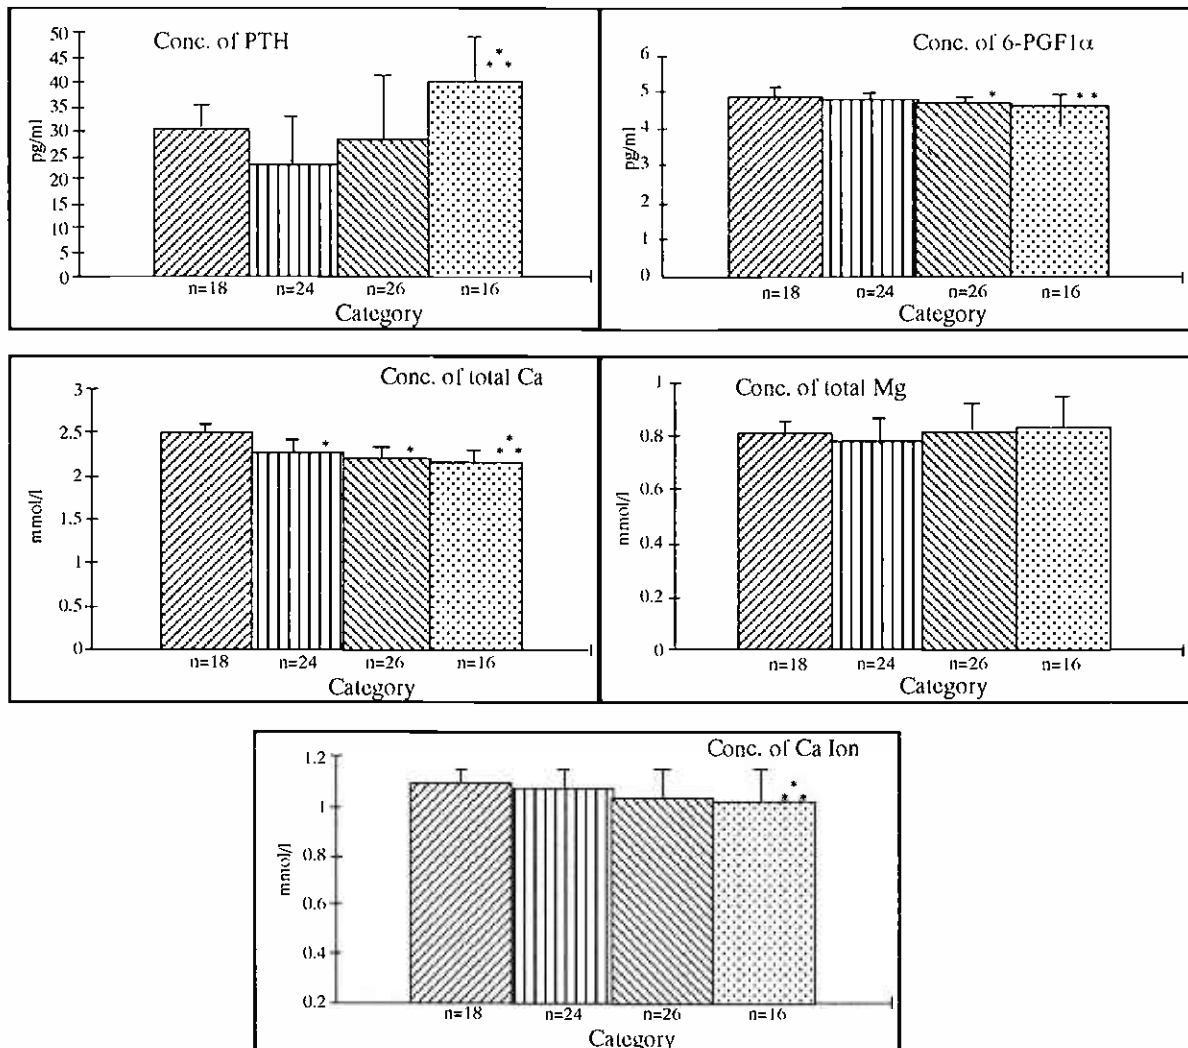 Conc. of PTH
50
45
40
35
30
25
20
15
10
5
0
pg/ml
n=18 n=24 n=26 n=16
Category
Conc. of 6-PGF1α
6
5
4
3
2
1
0
pg/ml
n=18 n=24 n=26 n=16
Category
Conc. of total Ca
3
2.5
2
1.5
1
0.5
0
mmol/l
n=18 n=24 n=26 n=16
Category
Conc. of total Mg
1
0.8
0.6
0.4
0.2
0
mmol/l
n=18 n=24 n=26 n=16
Category
Conc. of Ca Ion
1.2
1
0.8
0.6
0.4
0.2
mmol/l
n=18 n=24 n=26 n=16
Category